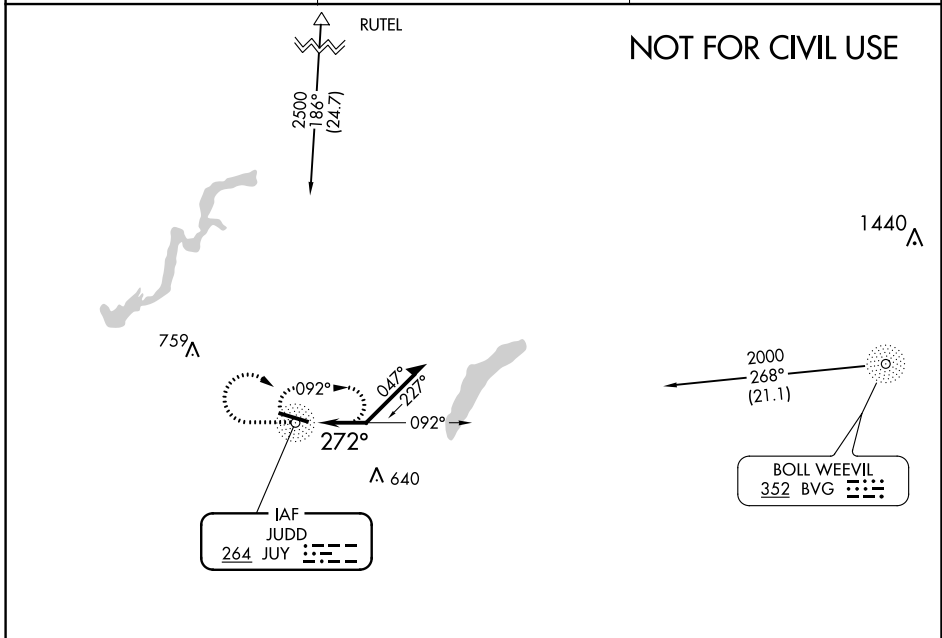 RUTEL
NOT FOR CIVIL USE
2500
186°
(24.7)
1440
759
092°
047°
227°
092°
272°
2000
268°
(21.1)
640
BOLL WEEVIL
352 BVG
IAF
JUDD
264 JUY